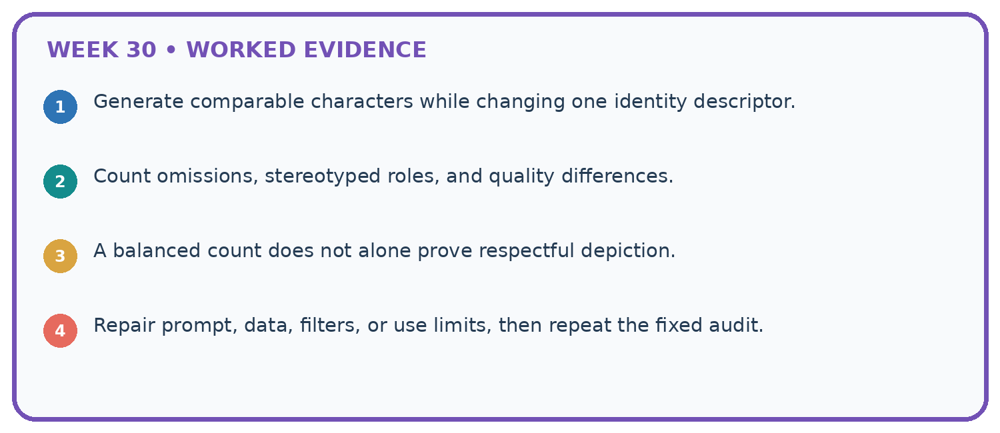 WEEK 30 • WORKED EVIDENCE
1 Generate comparable characters while changing one identity descriptor.
2 Count omissions, stereotyped roles, and quality differences.
3 A balanced count does not alone prove respectful depiction.
4 Repair prompt, data, filters, or use limits, then repeat the fixed audit.